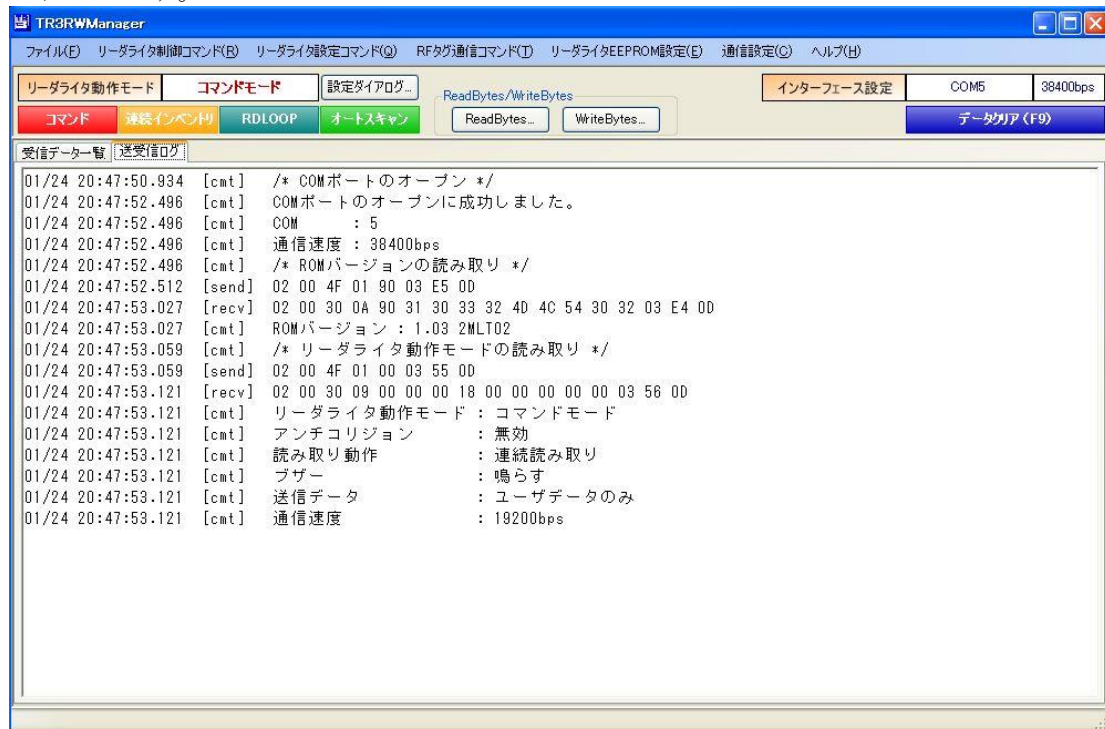 TR3RWManager
ファイル(F) リーダライタ制御コマンド(R) リーダライタ設定コマンド(Q) RFタグ通信コマンド(T) リーダライタEEPROM設定(E) 通信設定(C) ヘルプ(H)
リーダライタ動作モード コマンドモード 設定ダイアログ... ReadBytes/WriteBytes インターフェース設定 COM5 38400bps
コマンド 連続インベントリ RDLOOP オートスキャン ReadBytes... WriteBytes... データクリア(F9)
受信データ一覧 送受信ログ
01/24 20:47:50.934 [cmt] /* COMポートのオープン */
01/24 20:47:52.496 [cmt] COMポートのオープンに成功しました。
01/24 20:47:52.496 [cmt] COM : 5
01/24 20:47:52.496 [cmt] 通信速度 : 38400bps
01/24 20:47:52.496 [cmt] /* ROMバージョンの読み取り */
01/24 20:47:52.512 [send] 02 00 4F 01 90 03 E5 0D
01/24 20:47:53.027 [recv] 02 00 30 0A 90 31 30 33 32 4D 4C 54 30 32 03 E4 0D
01/24 20:47:53.027 [cmt] ROMバージョン : 1.03 2MLT02
01/24 20:47:53.059 [cmt] /* リーダライタ動作モードの読み取り */
01/24 20:47:53.059 [send] 02 00 4F 01 00 03 55 0D
01/24 20:47:53.121 [recv] 02 00 30 09 00 00 00 18 00 00 00 00 00 03 56 0D
01/24 20:47:53.121 [cmt] リーダライタ動作モード : コマンドモード
01/24 20:47:53.121 [cmt] アンチコリジョン : 無効
01/24 20:47:53.121 [cmt] 読み取り動作 : 連続読み取り
01/24 20:47:53.121 [cmt] ブザー : 鳴らす
01/24 20:47:53.121 [cmt] 送信データ : ユーザデータのみ
01/24 20:47:53.121 [cmt] 通信速度 : 19200bps